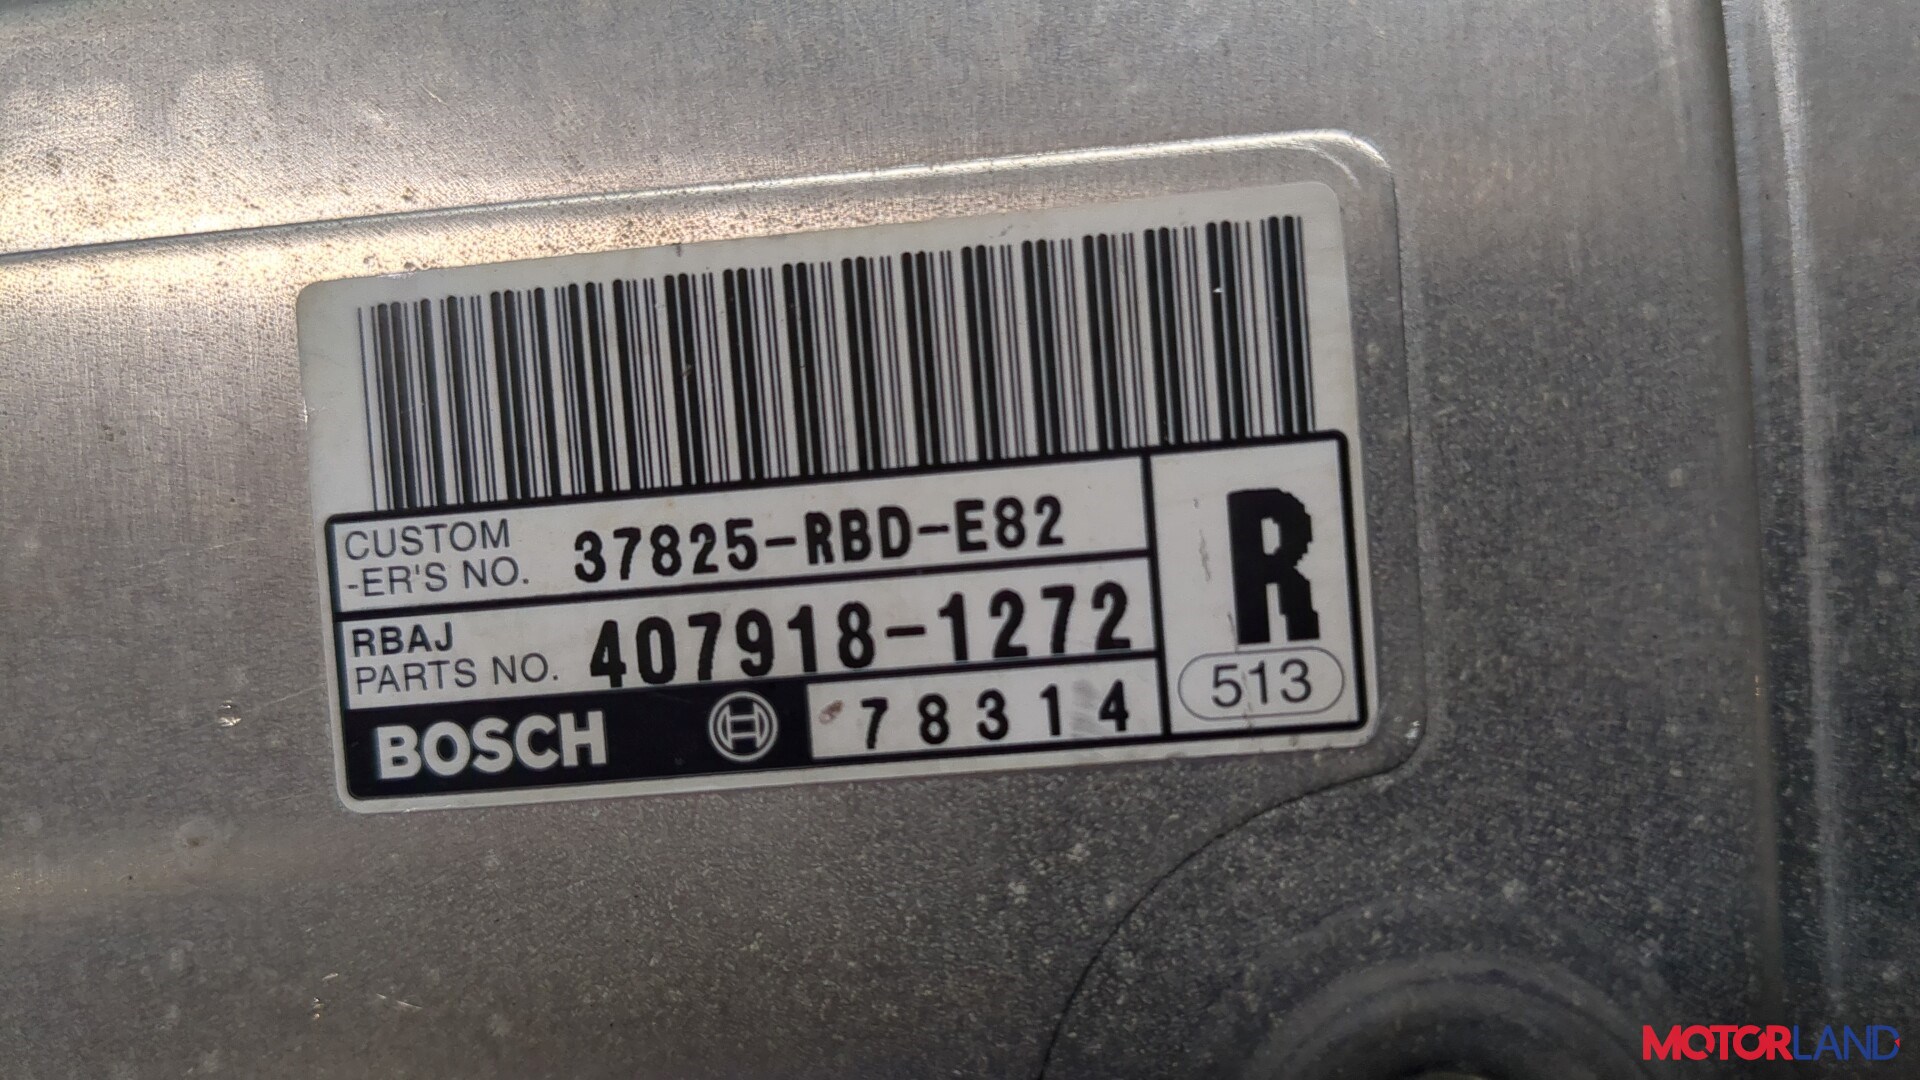 CUSTOM
-ER'S NO. 37825-RBD-E82
RBAJ
PARTS NO. 407918-1272
BOSCH 78314
R
513
MOTORLAND